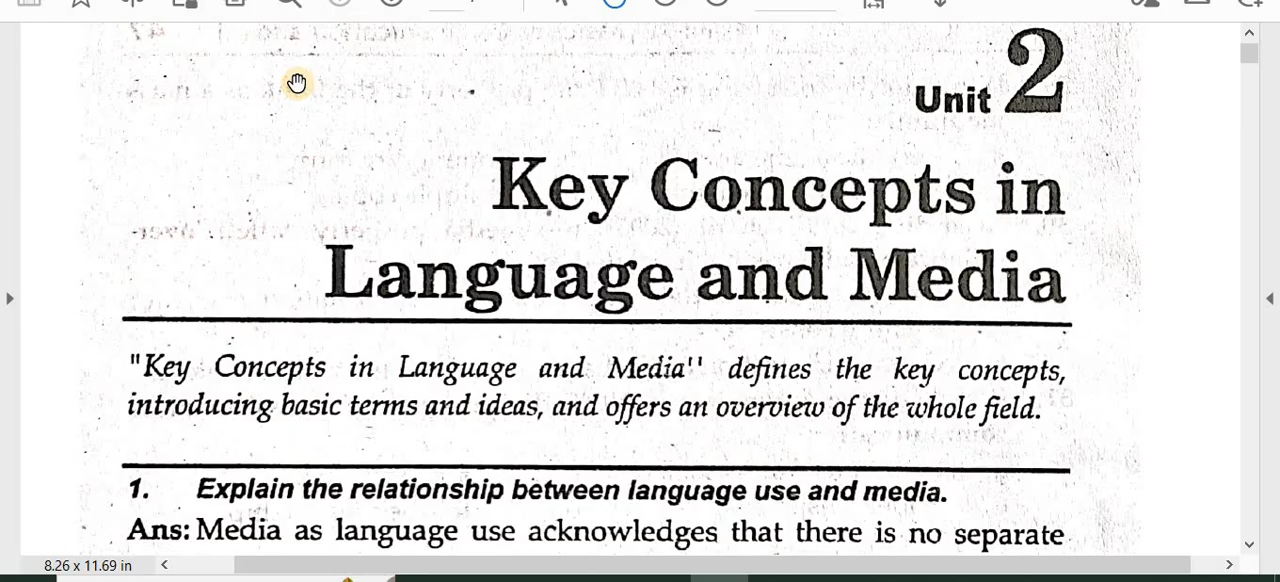 Unit 2
Key Concepts in
Language and Media
"Key Concepts in Language and Media'' defines the key concepts,
introducing basic terms and ideas, and offers an overview of the whole field.
1. Explain the relationship between language use and media.
Ans: Media as language use acknowledges that there is no separate
8.26 x 11.69 in